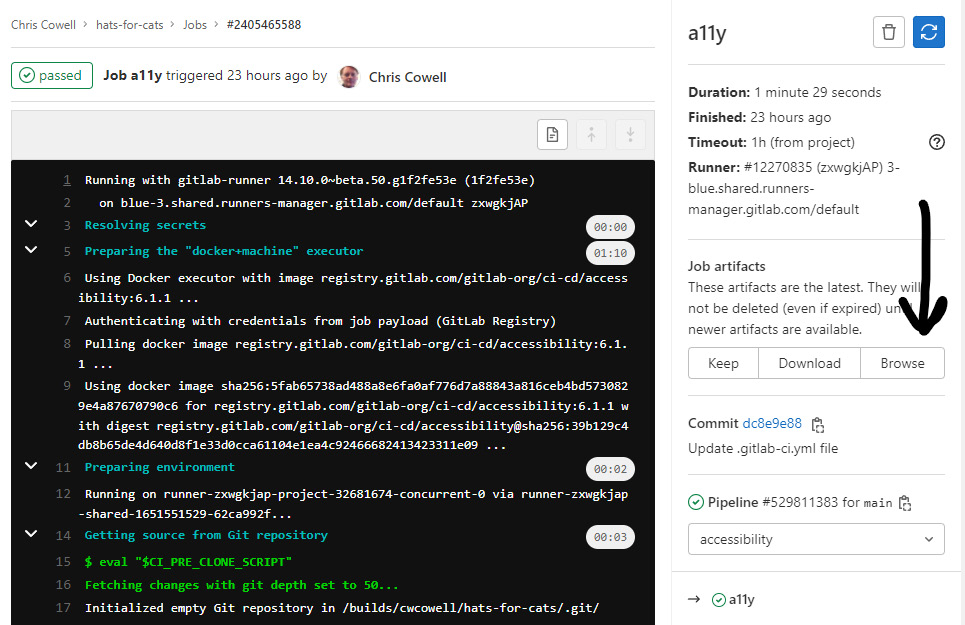 Chris Cowell › hats-for-cats › Jobs › #2405465588
passed Job a11y triggered 23 hours ago by Chris Cowell
1 Running with gitlab-runner 14.10.0~beta.50.g1f2fe53e (1f2fe53e)
2 on blue-3.shared.runners-manager.gitlab.com/default zxwgkjAP
3 Resolving secrets 00:00
5 Preparing the "docker+machine" executor 01:10
6 Using Docker executor with image registry.gitlab.com/gitlab-org/ci-cd/access
ibility:6.1.1 ...
7 Authenticating with credentials from job payload (GitLab Registry)
8 Pulling docker image registry.gitlab.com/gitlab-org/ci-cd/accessibility:6.1.
1 ...
9 Using docker image sha256:5fab65738ad488a8e6fa0af776d7a88843a816ceb4bd573082
9e4a87670790c6 for registry.gitlab.com/gitlab-org/ci-cd/accessibility:6.1.1 w
ith digest registry.gitlab.com/gitlab-org/ci-cd/accessibility@sha256:39b129c4
db8b65de4d640d8f1e33d0cca61104e1ea4c92466682413423311e09 ...
11 Preparing environment 00:02
12 Running on runner-zxwgkjap-project-32681674-concurrent-0 via runner-zxwgkjap
-shared-1651551529-62ca992f...
14 Getting source from Git repository 00:03
15 $ eval "$CI_PRE_CLONE_SCRIPT"
16 Fetching changes with git depth set to 50...
17 Initialized empty Git repository in /builds/cwcowell/hats-for-cats/.git/
a11y
Duration: 1 minute 29 seconds
Finished: 23 hours ago
Timeout: 1h (from project)
Runner: #12270835 (zxwgkjAP) 3-
blue.shared.runners-
manager.gitlab.com/default
Job artifacts
These artifacts are the latest. They will
not be deleted (even if expired) until
newer artifacts are available.
Keep Download Browse
Commit dc8e9e88
Update .gitlab-ci.yml file
Pipeline #529811383 for main
accessibility
→ a11y